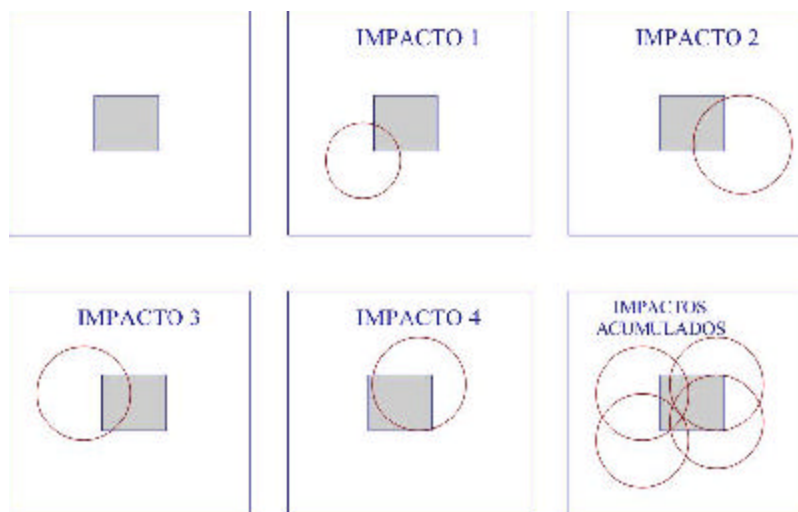 IMPACTO 1
IMPACTO 2
IMPACTO 3
IMPACTO 4
IMPACTOS
ACUMULADOS